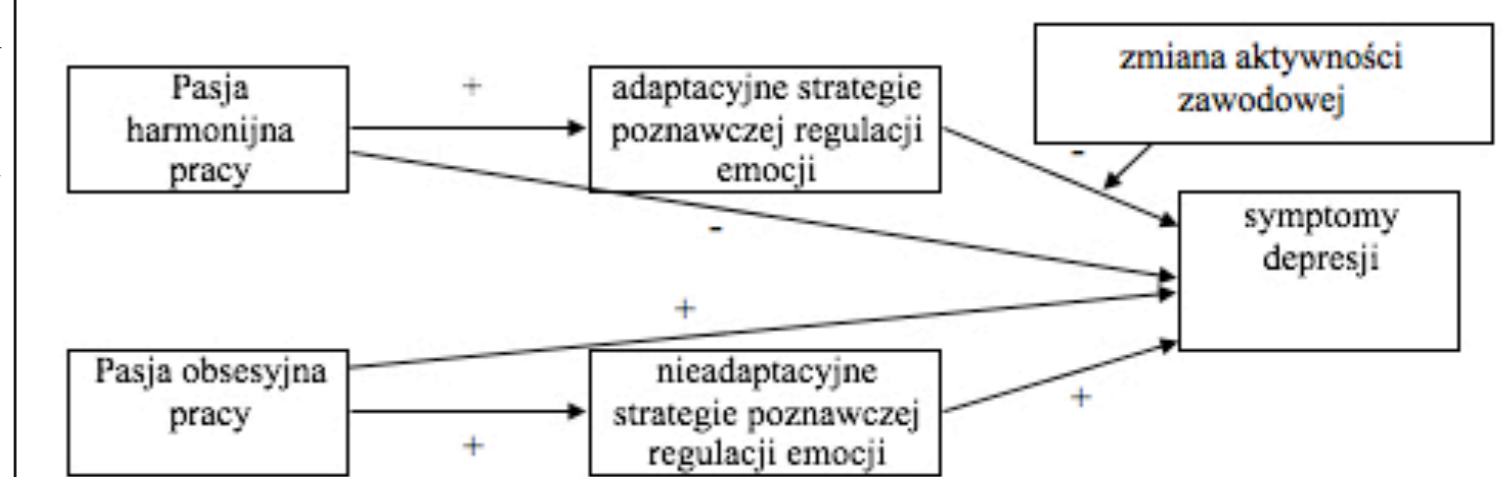 zmiana aktywności
zawodowej
Pasja
harmonijna
pracy
+
adaptacyjne strategie
poznawczej regulacji
emocji
-
-
symptomy
depresji
+
Pasja obsesyjna
pracy
+
nieadaptacyjne
strategie poznawczej
regulacji emocji
+